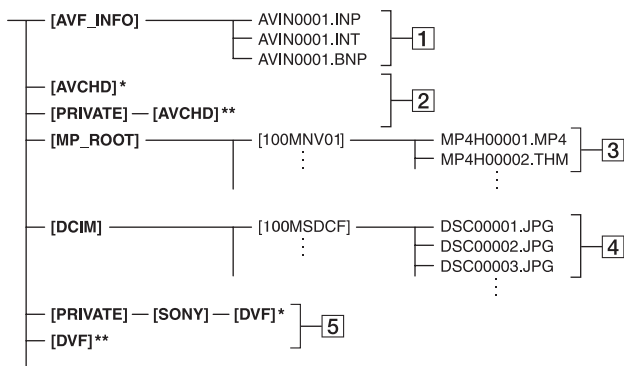 [AVF_INFO] AVIN0001.INP
AVIN0001.INT
AVIN0001.BNP
1
[AVCHD]*
[PRIVATE] [AVCHD]**
2
[MP_ROOT] [100MNV01] MP4H00001.MP4
MP4H00002.THM
3
[DCIM] [100MSDCF] DSC00001.JPG
DSC00002.JPG
DSC00003.JPG
4
[PRIVATE] [SONY] [DVF]*
[DVF]**
5